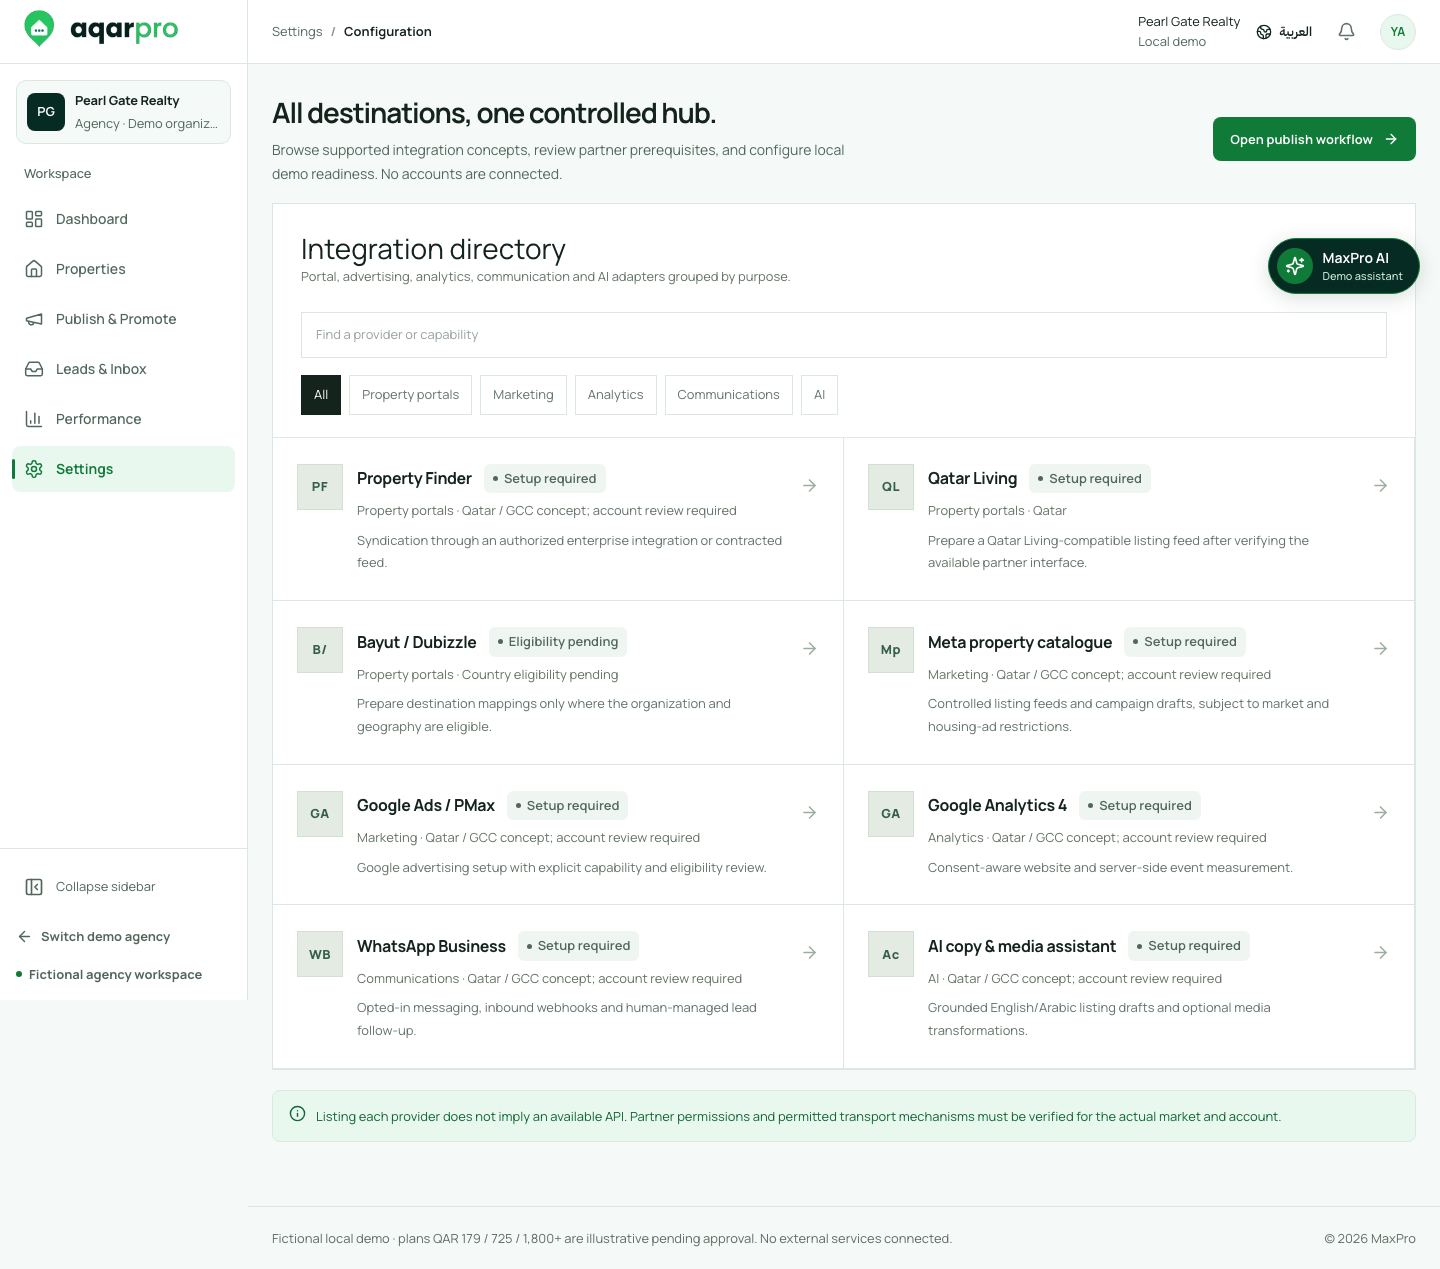 aqarpro
Settings / Configuration
Pearl Gate Realty
Local demo
العربية
YA
PG
Pearl Gate Realty
Agency · Demo organiz...
Workspace
Dashboard
Properties
Publish & Promote
Leads & Inbox
Performance
Settings
Collapse sidebar
Switch demo agency
Fictional agency workspace
All destinations, one controlled hub.
Browse supported integration concepts, review partner prerequisites, and configure local
demo readiness. No accounts are connected.
Open publish workflow
Integration directory
Portal, advertising, analytics, communication and AI adapters grouped by purpose.
MaxPro AI
Demo assistant
Find a provider or capability
All
Property portals
Marketing
Analytics
Communications
AI
PF
Property Finder
Setup required
Property portals · Qatar / GCC concept; account review required
Syndication through an authorized enterprise integration or contracted
feed.
QL
Qatar Living
Setup required
Property portals · Qatar
Prepare a Qatar Living-compatible listing feed after verifying the
available partner interface.
B/
Bayut / Dubizzle
Eligibility pending
Property portals · Country eligibility pending
Prepare destination mappings only where the organization and
geography are eligible.
Mp
Meta property catalogue
Setup required
Marketing · Qatar / GCC concept; account review required
Controlled listing feeds and campaign drafts, subject to market and
housing-ad restrictions.
GA
Google Ads / PMax
Setup required
Marketing · Qatar / GCC concept; account review required
Google advertising setup with explicit capability and eligibility review.
GA
Google Analytics 4
Setup required
Analytics · Qatar / GCC concept; account review required
Consent-aware website and server-side event measurement.
WB
WhatsApp Business
Setup required
Communications · Qatar / GCC concept; account review required
Opted-in messaging, inbound webhooks and human-managed lead
follow-up.
Ac
AI copy & media assistant
Setup required
AI · Qatar / GCC concept; account review required
Grounded English/Arabic listing drafts and optional media
transformations.
Listing each provider does not imply an available API. Partner permissions and permitted transport mechanisms must be verified for the actual market and account.
Fictional local demo · plans QAR 179 / 725 / 1,800+ are illustrative pending approval. No external services connected.
© 2026 MaxPro